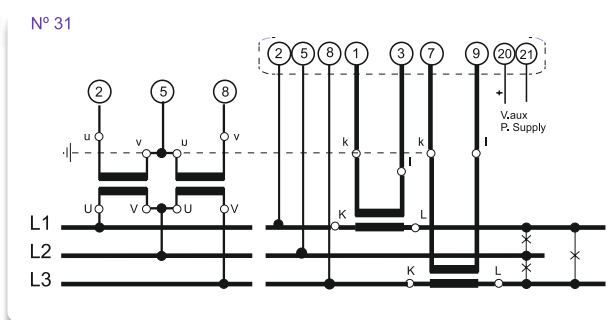 Nº 31
2 5 8 1 3 7 9 20 21
2 5 8
+
V.aux
P. Supply
u v u v
k l k l
U V U V
K L
L1
L2
L3
K L